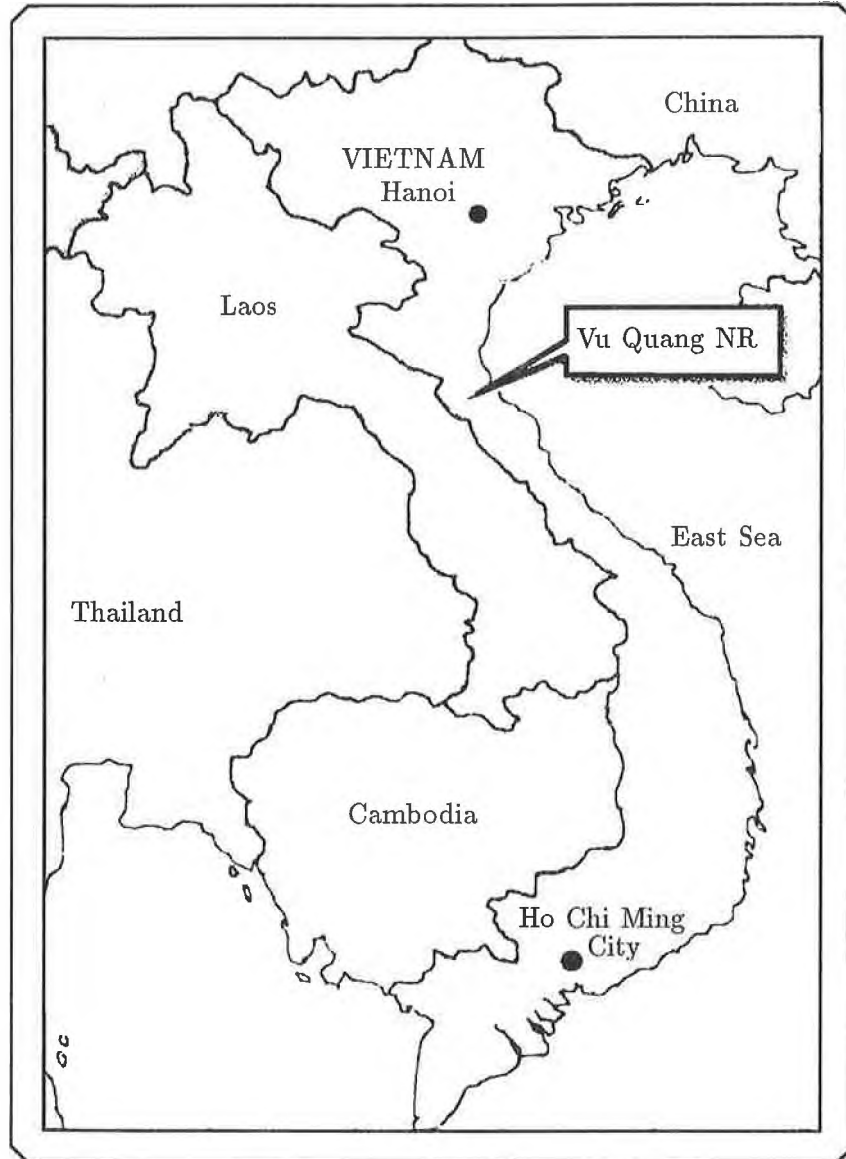 China
VIETNAM
Hanoi
Laos
Vu Quang NR
East Sea
Thailand
Cambodia
Ho Chi Ming
City